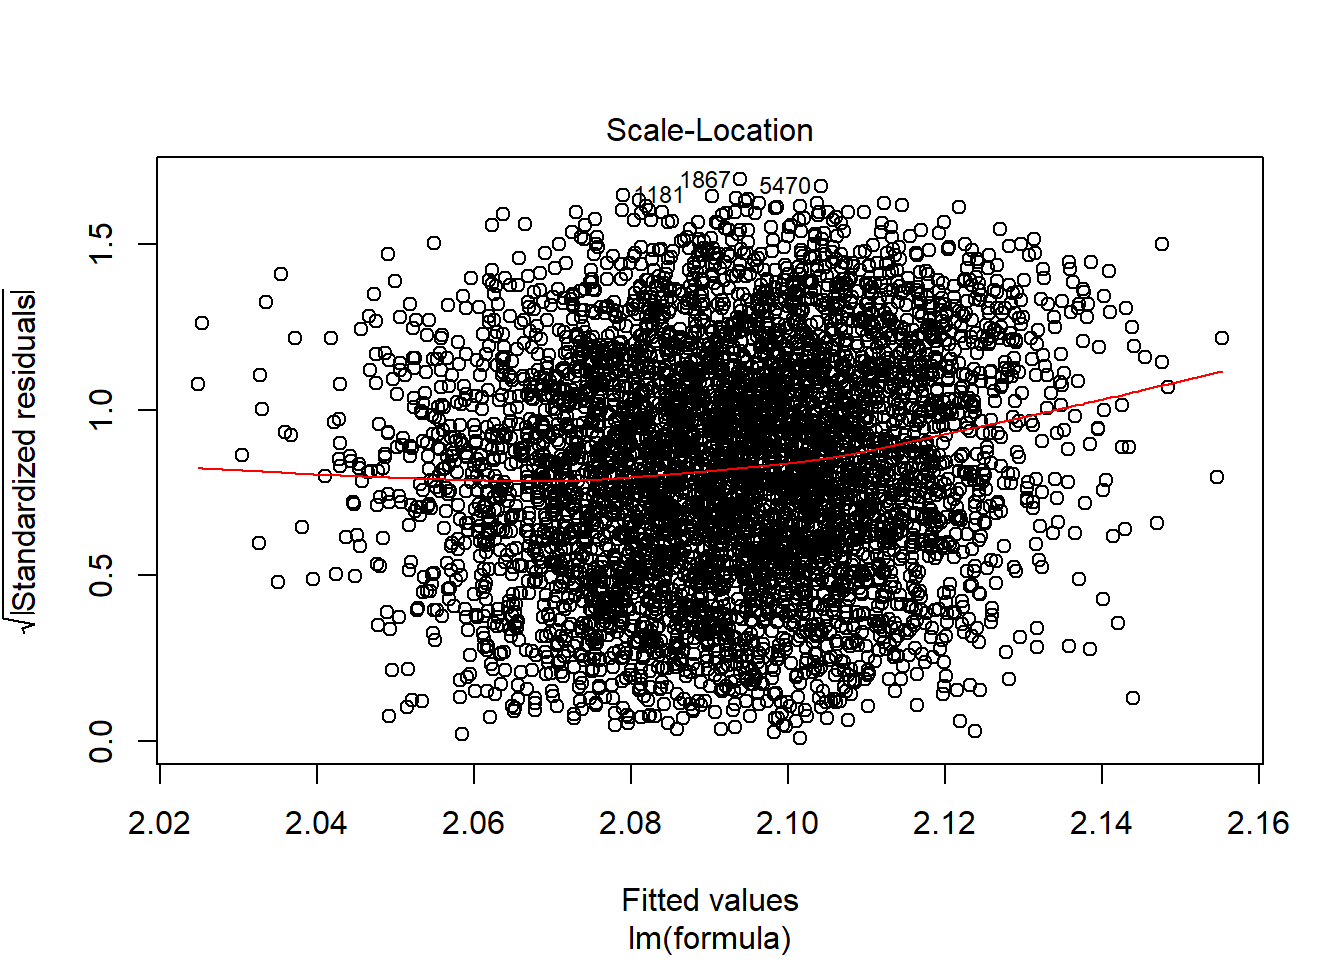 Scale-Location
1867
5470
1181
√|Standardized residuals|
1.5
1.0
0.5
0.0
2.02 2.04 2.06 2.08 2.10 2.12 2.14 2.16
Fitted values
lm(formula)